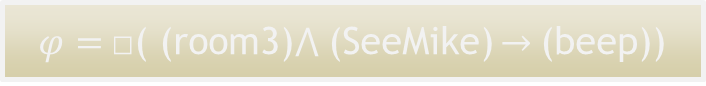 𝜑 = □( (room3)⋀ (SeeMike) → (beep))